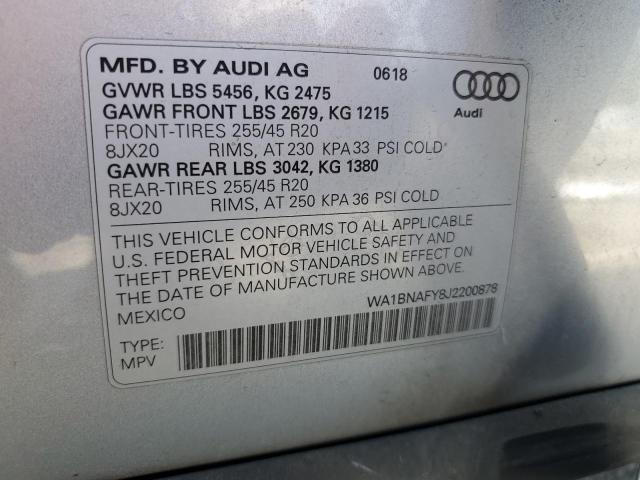 MFD. BY AUDI AG 0618
GVWR LBS 5456, KG 2475
GAWR FRONT LBS 2679, KG 1215
FRONT-TIRES 255/45 R20
8JX20 RIMS, AT 230 KPA 33 PSI COLD
GAWR REAR LBS 3042, KG 1380
REAR-TIRES 255/45 R20
8JX20 RIMS, AT 250 KPA 36 PSI COLD
Audi
THIS VEHICLE CONFORMS TO ALL APPLICABLE
U.S. FEDERAL MOTOR VEHICLE SAFETY AND
THEFT PREVENTION STANDARDS IN EFFECT ON
THE DATE OF MANUFACTURE SHOWN ABOVE.
MEXICO WA1BNAFY8J2200878
TYPE:
MPV